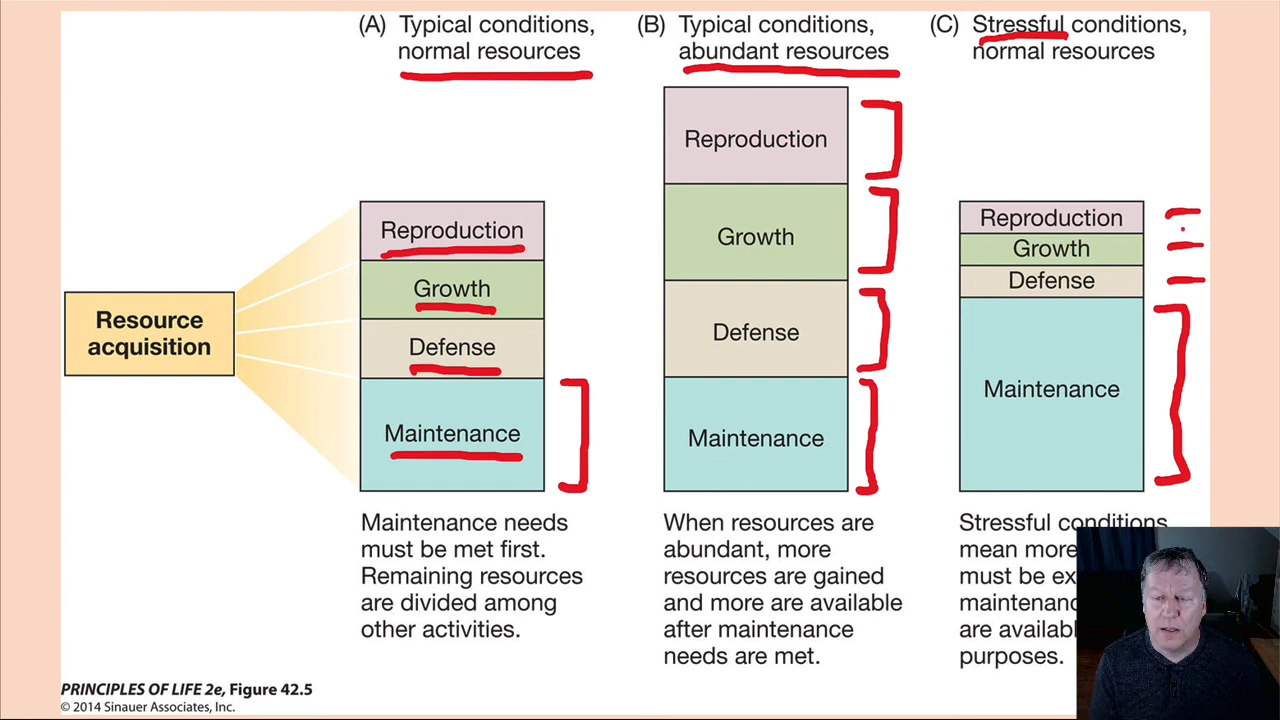 (A) Typical conditions,
normal resources
(B) Typical conditions,
abundant resources
(C) Stressful conditions,
normal resources
Resource
acquisition
Reproduction
Growth
Defense
Maintenance
Reproduction
Growth
Defense
Maintenance
Reproduction
Growth
Defense
Maintenance
Maintenance needs
must be met first.
Remaining resources
are divided among
other activities.
When resources are
abundant, more
resources are gained
and more are available
after maintenance
needs are met.
Stressful conditions
mean more
must be
are
purposes.
PRINCIPLES OF LIFE 2e, Figure 42.5
© 2014 Sinauer Associates, Inc.